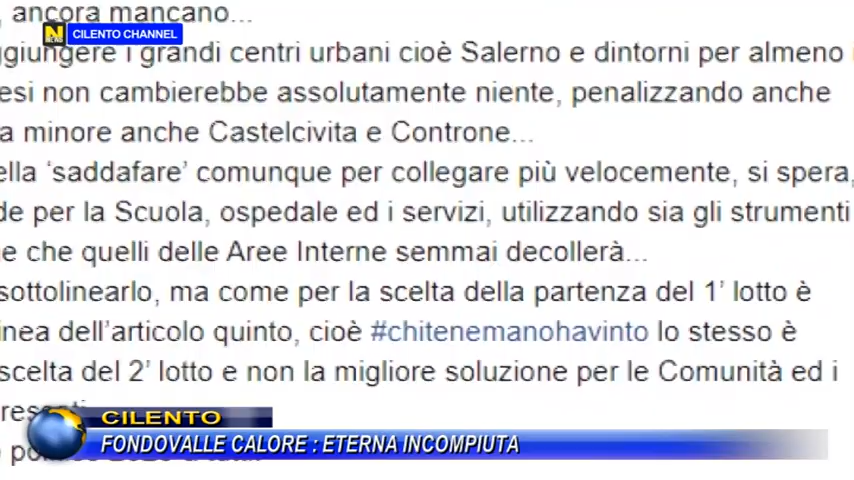 , ancora mancano...
N
NEWS
CILENTO CHANNEL
ggiungere i grandi centri urbani cioè Salerno e dintorni per almeno i
esi non cambierebbe assolutamente niente, penalizzando anche
a minore anche Castelcivita e Controne...
ella ‘saddafare’ comunque per collegare più velocemente, si spera,
de per la Scuola, ospedale ed i servizi, utilizzando sia gli strumenti
e che quelli delle Aree Interne semmai decollerà...
sottolinearlo, ma come per la scelta della partenza del 1’ lotto è
inea dell’articolo quinto, cioè #chitenemanohavinto lo stesso è
scelta del 2’ lotto e non la migliore soluzione per le Comunità ed i
CILENTO
FONDOVALLE CALORE : ETERNA INCOMPIUTA